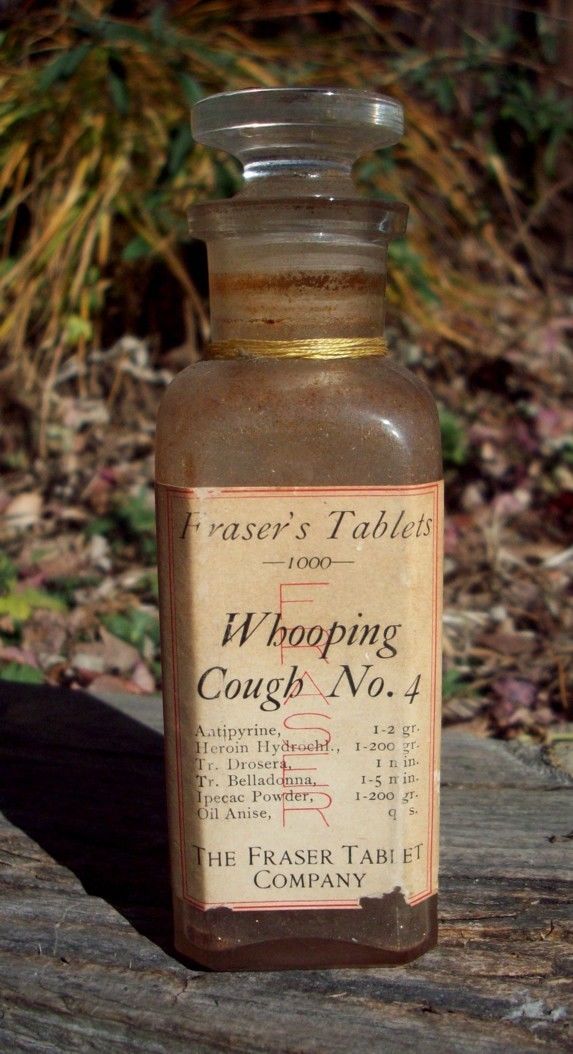 Fraser's Tablets
—1000—
FRASER
Whooping
Cough No. 4
Antipyrine, 1-2 gr.
Heroin Hydrochl., 1-200 gr.
Tr. Drosera, 1 min.
Tr. Belladonna, 1-5 min.
Ipecac Powder, 1-200 gr.
Oil Anise, q s.
THE FRASER TABLET
COMPANY